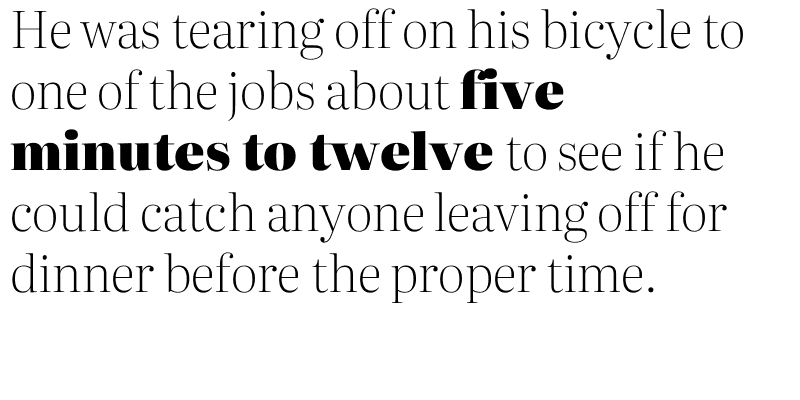 He was tearing off on his bicycle to
one of the jobs about five
minutes to twelve to see if he
could catch anyone leaving off for
dinner before the proper time.